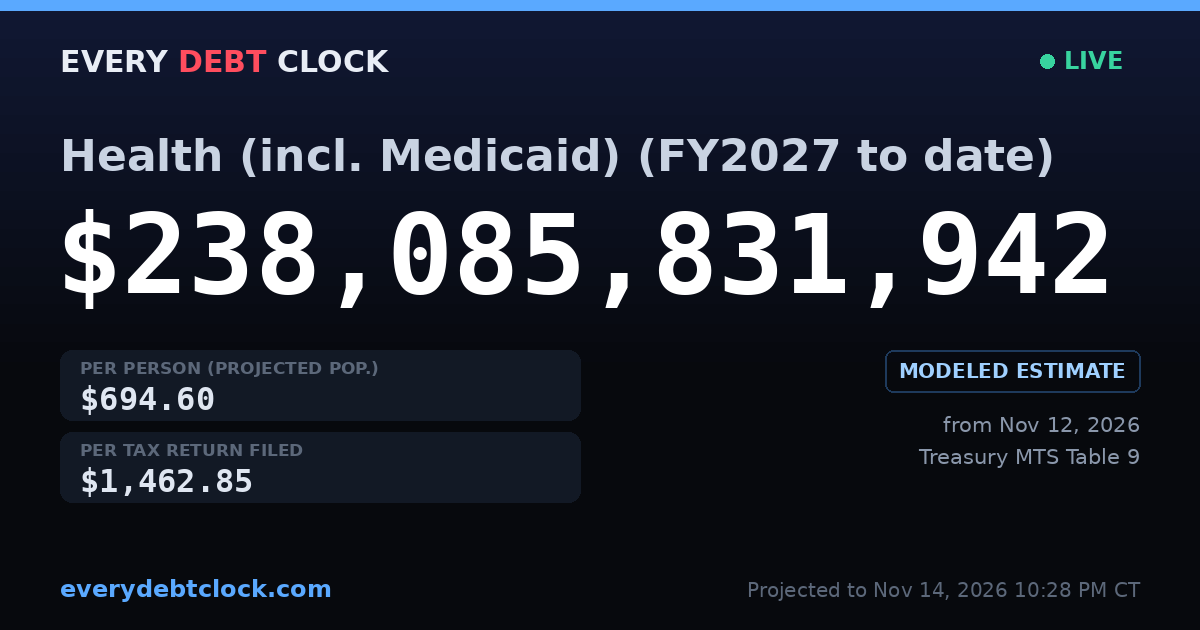 EVERY DEBT CLOCK
LIVE
Health (incl. Medicaid) (FY2027 to date)
$238,085,831,942
PER PERSON (PROJECTED POP.)
$694.60
PER TAX RETURN FILED
$1,462.85
MODELED ESTIMATE
from Nov 12, 2026
Treasury MTS Table 9
everydebtclock.com
Projected to Nov 14, 2026 10:28 PM CT